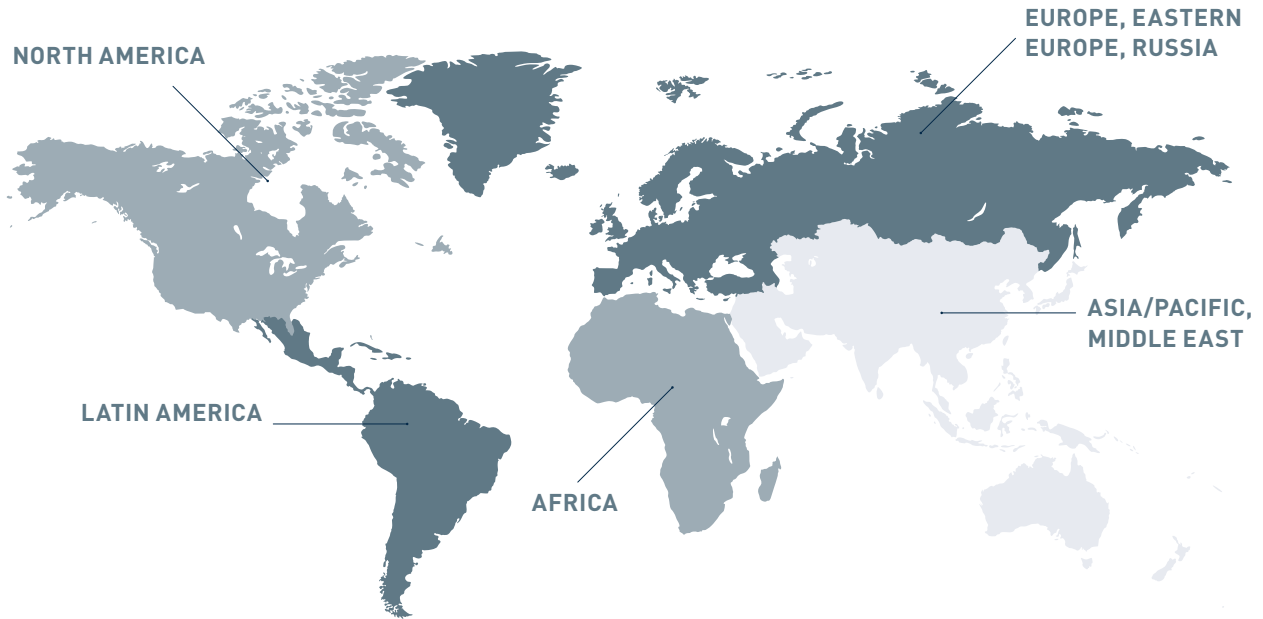 NORTH AMERICA
EUROPE, EASTERN
EUROPE, RUSSIA
ASIA/PACIFIC,
MIDDLE EAST
LATIN AMERICA
AFRICA